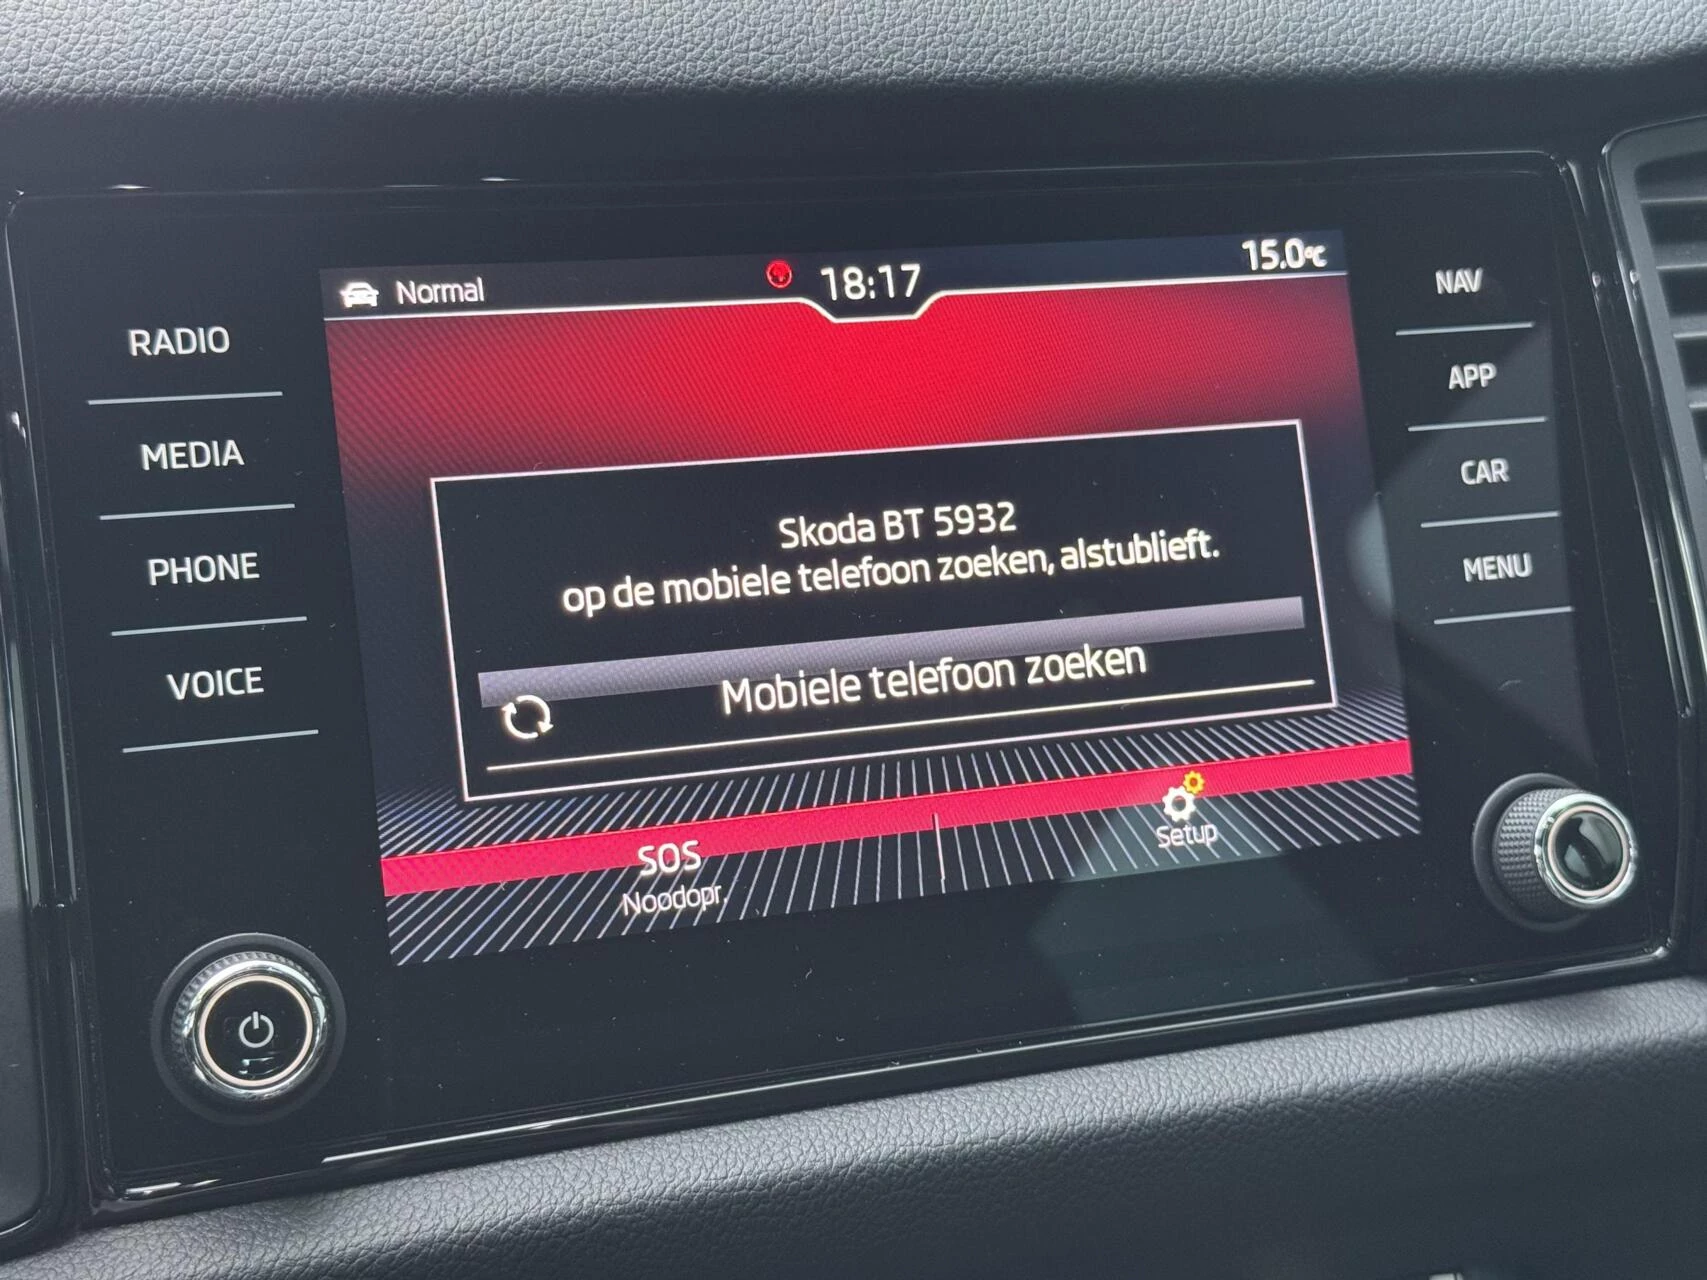 Normal
18:17
15.0°C
RADIO
MEDIA
PHONE
VOICE
NAV
APP
CAR
MENU
Skoda BT 5932
op de mobiele telefoon zoeken, alstublieft.
Mobiele telefoon zoeken
SOS
Noodopr.
Setup